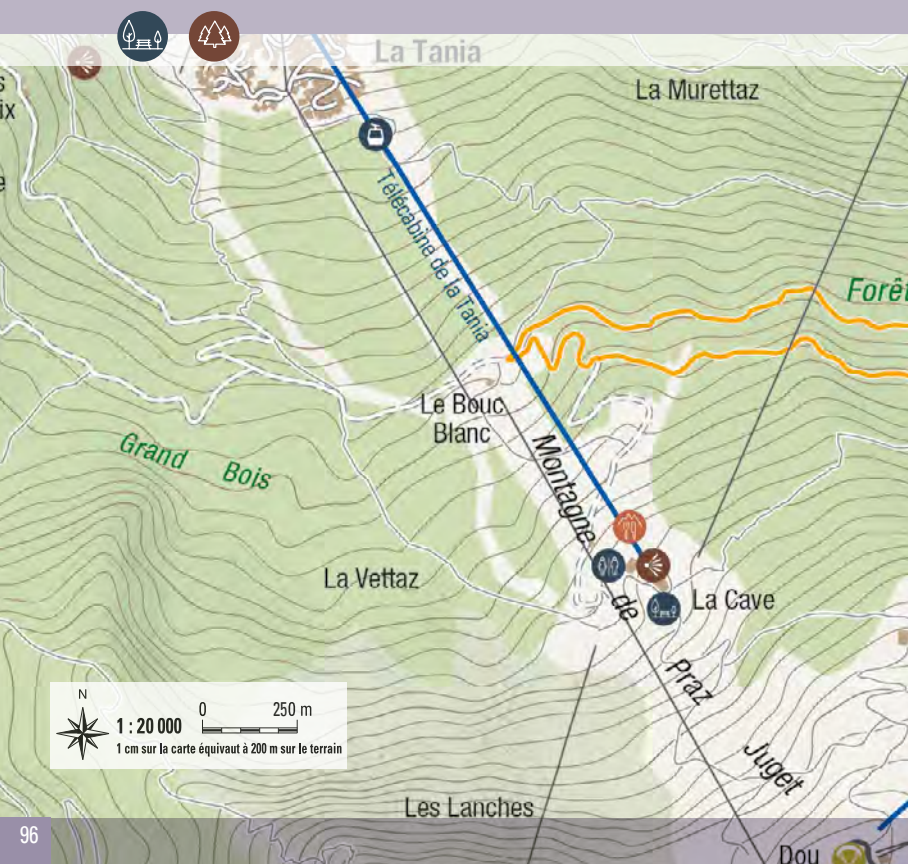 La Tania
La Murettaz
s
ix
e
Télécabine de la Tania
Forêt
Le Bouc
Blanc
Grand Bois
Montagne de Praz Juget
La Vettaz
La Cave
N
0 250 m
1 : 20 000
1 cm sur la carte équivaut à 200 m sur le terrain
Les Lanches
96
Dou